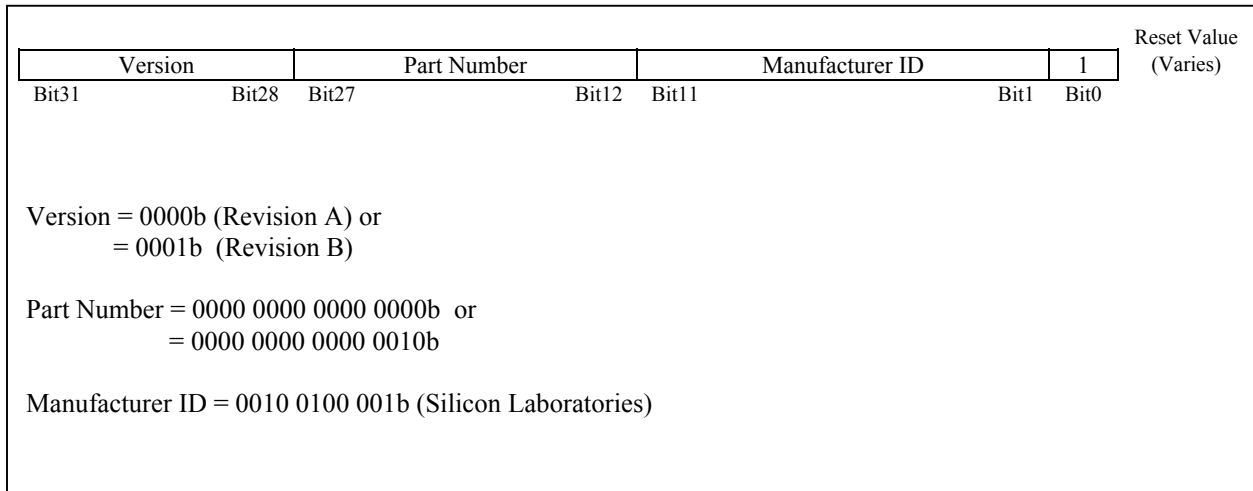 Reset Value
Version Part Number Manufacturer ID 1 (Varies)
Bit31 Bit28 Bit27 Bit12 Bit11 Bit1 Bit0
Version = 0000b (Revision A) or
= 0001b (Revision B)
Part Number = 0000 0000 0000 0000b or
= 0000 0000 0000 0010b
Manufacturer ID = 0010 0100 001b (Silicon Laboratories)